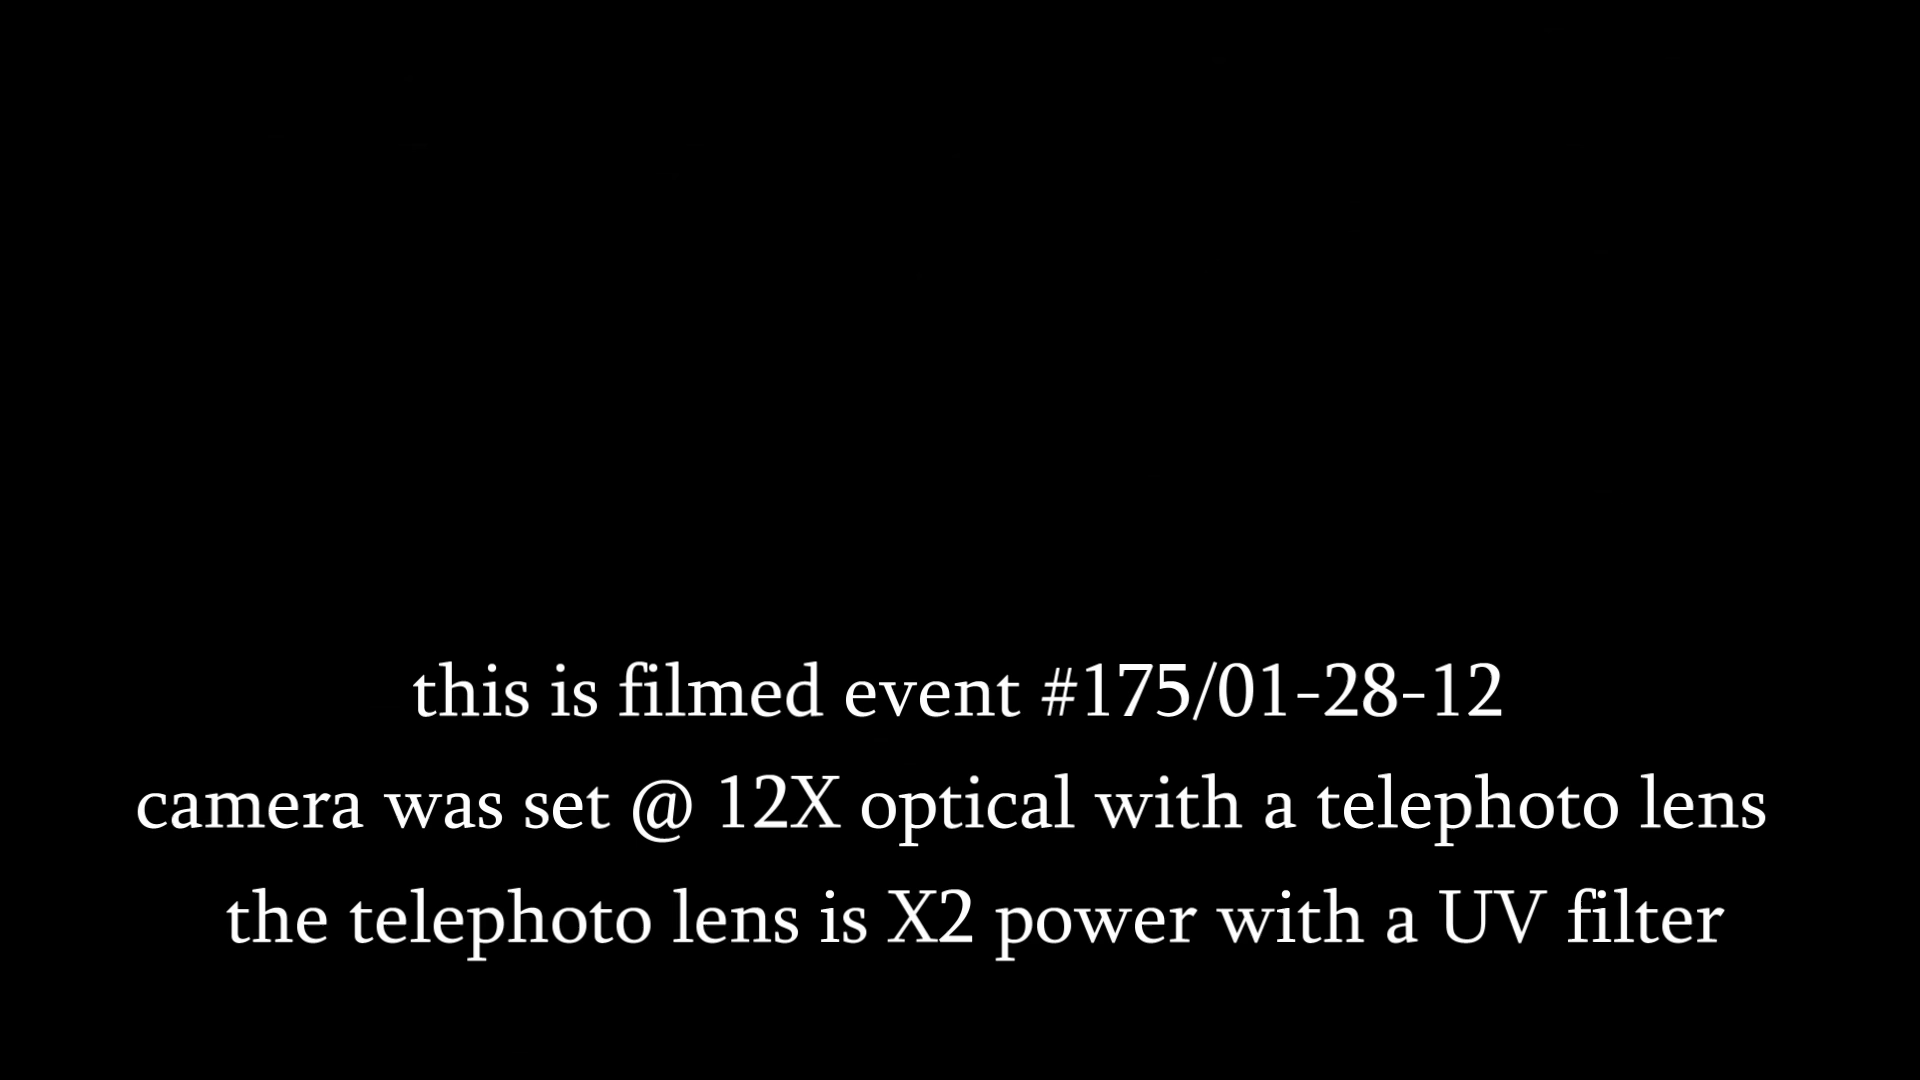 this is filmed event #175/01-28-12
camera was set @ 12X optical with a telephoto lens
the telephoto lens is X2 power with a UV filter